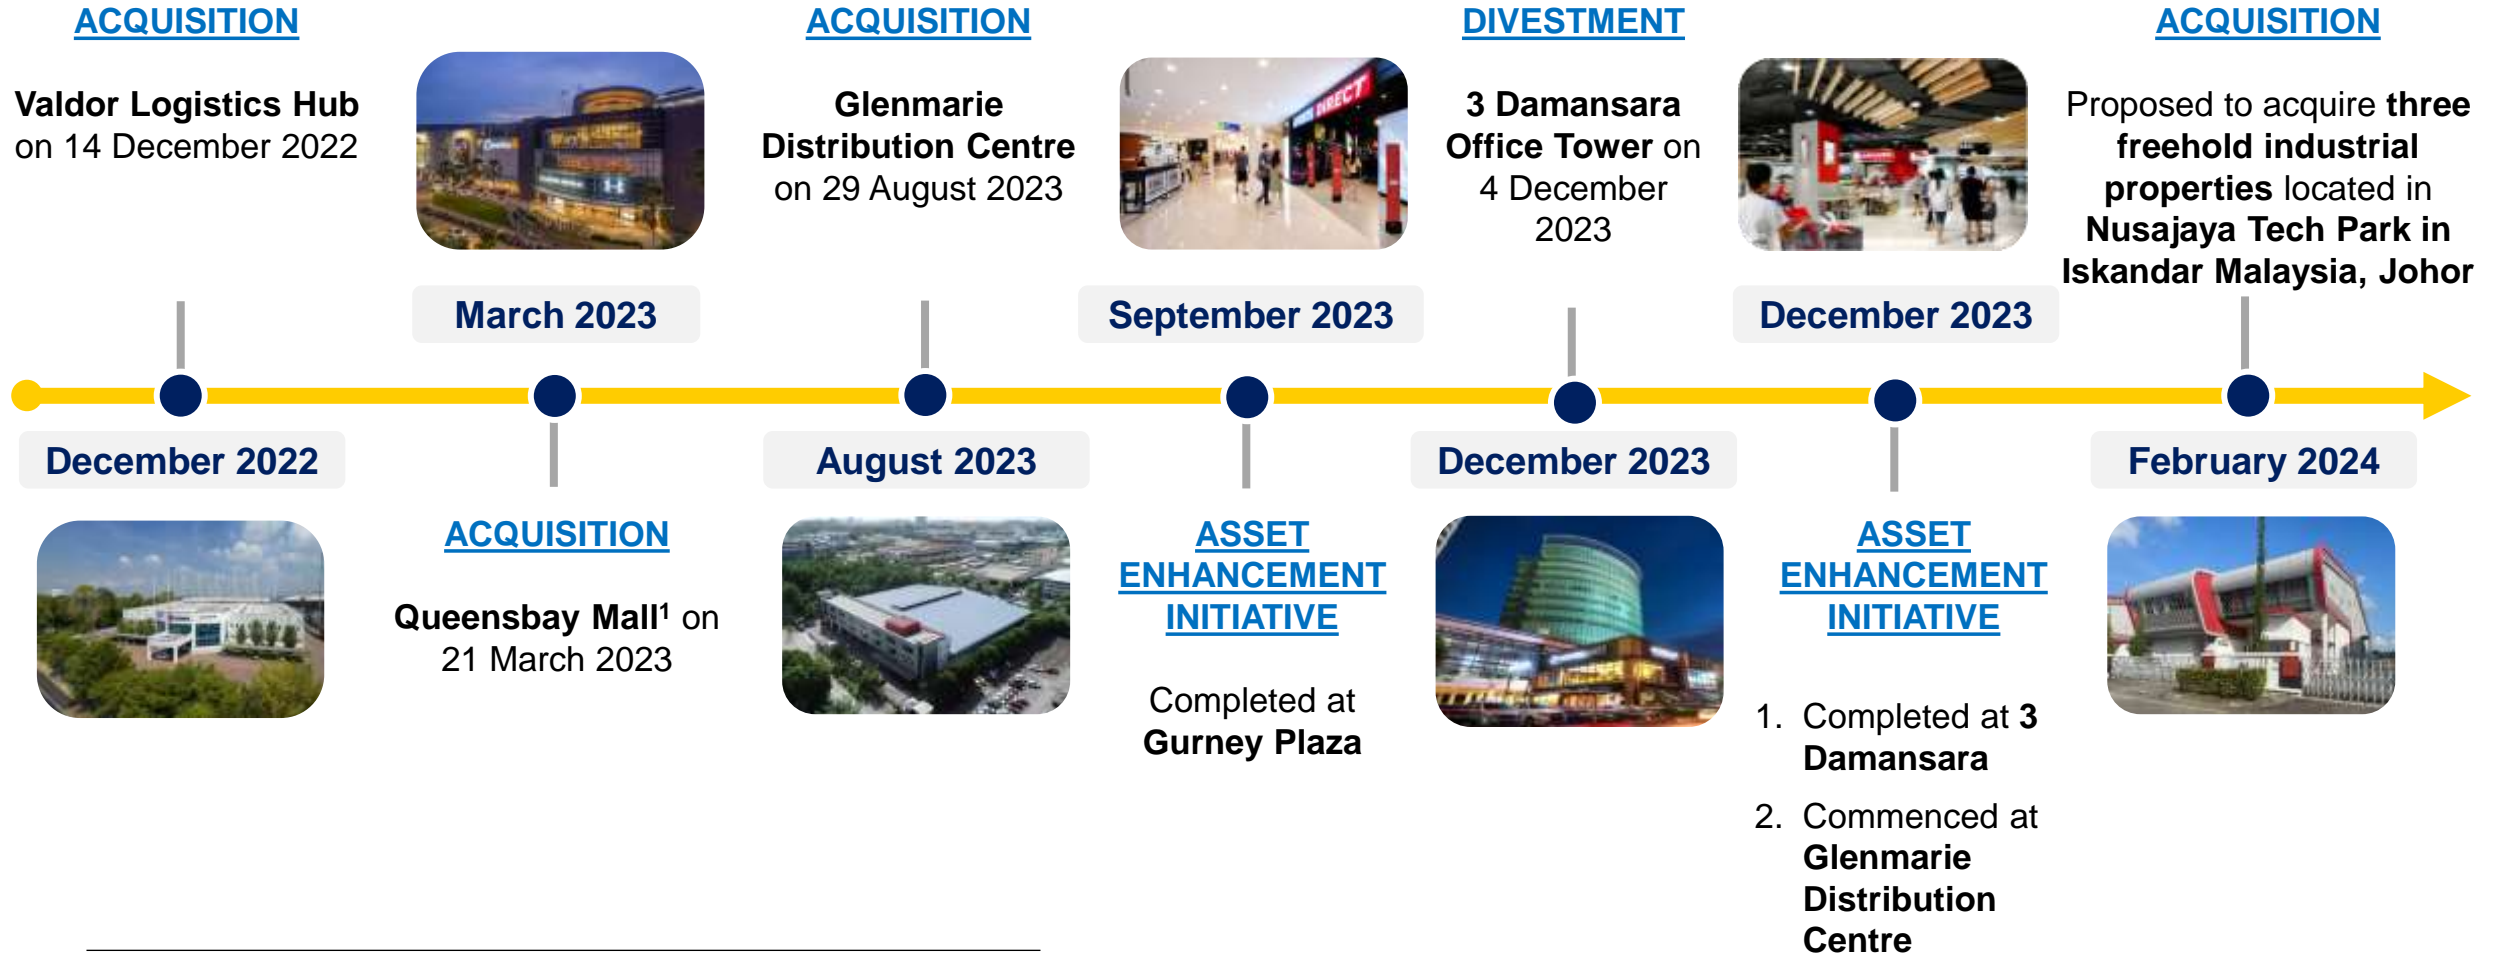 ACQUISITION
Valdor Logistics Hub
on 14 December 2022
December 2022
March 2023
ACQUISITION
Queensbay Mall¹ on
21 March 2023
ACQUISITION
Glenmarie
Distribution Centre
on 29 August 2023
August 2023
DIRECT
September 2023
ASSET
ENHANCEMENT
INITIATIVE
Completed at
Gurney Plaza
DIVESTMENT
3 Damansara
Office Tower on
4 December
2023
December 2023
December 2023
ASSET
ENHANCEMENT
INITIATIVE
1. Completed at 3
Damansara
2. Commenced at
Glenmarie
Distribution
Centre
ACQUISITION
Proposed to acquire three
freehold industrial
properties located in
Nusajaya Tech Park in
Iskandar Malaysia, Johor
February 2024